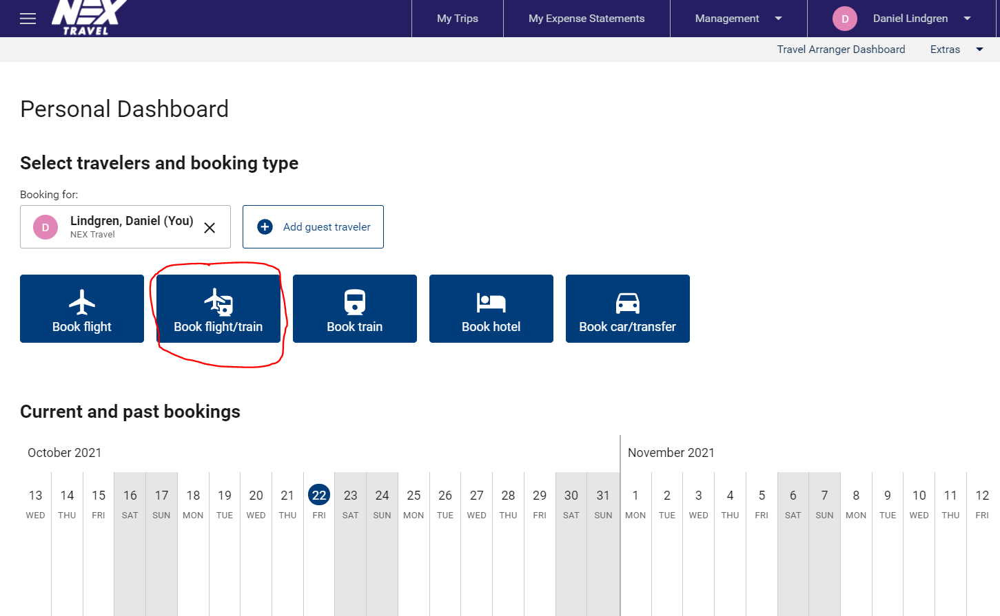 NEX
TRAVEL
My Trips
My Expense Statements
Management
D
Daniel Lindgren
Travel Arranger Dashboard
Extras
Personal Dashboard
Select travelers and booking type
Booking for:
D
Lindgren, Daniel (You)
NEX Travel
Add guest traveler
Book flight
Book flight/train
Book train
Book hotel
Book car/transfer
Current and past bookings
October 2021
November 2021
13 14 15 16 17 18 19 20 21 22 23 24 25 26 27 28 29 30 31 1 2 3 4 5 6 7 8 9 10 11 12
WED THU FRI SAT SUN MON TUE WED THU FRI SAT SUN MON TUE WED THU FRI SAT SUN MON TUE WED THU FRI SAT SUN MON TUE WED THU FRI